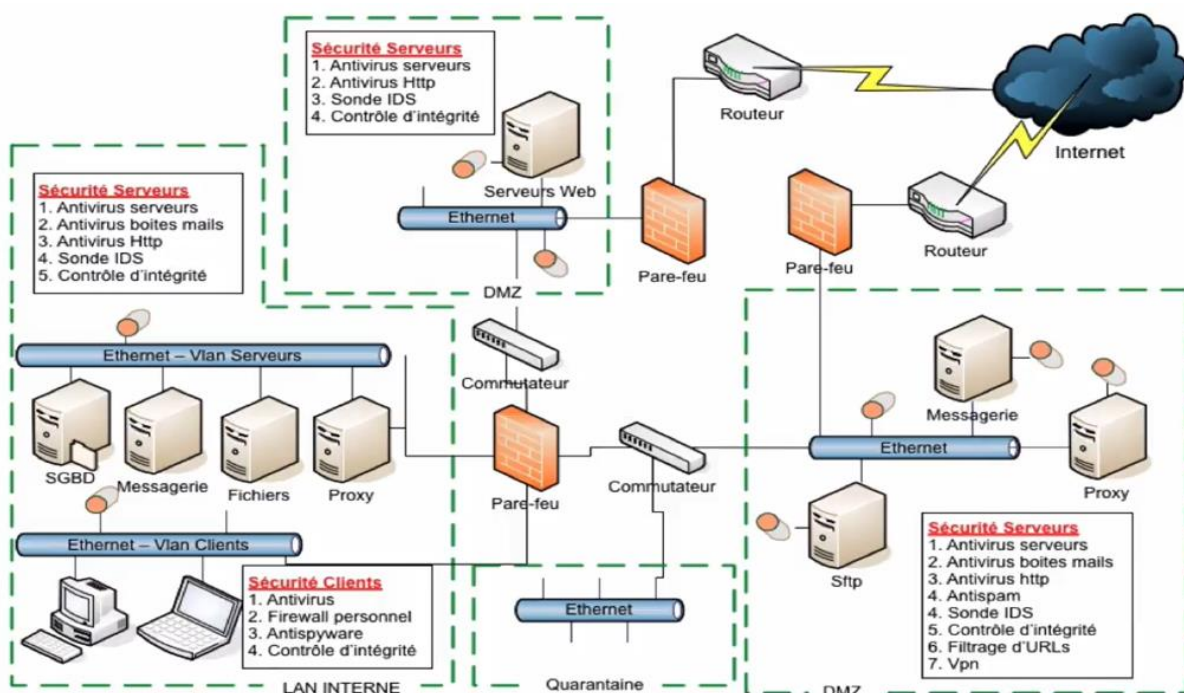 Sécurité Serveurs
1. Antivirus serveurs
2. Antivirus Http
3. Sonde IDS
4. Contrôle d'intégrité
Serveurs Web
Ethernet
DMZ
Routeur
Internet
Routeur
Pare-feu
Pare-feu
Sécurité Serveurs
1. Antivirus serveurs
2. Antivirus boites mails
3. Antivirus Http
4. Sonde IDS
5. Contrôle d'intégrité
Ethernet – Vlan Serveurs
SGBD
Messagerie
Fichiers
Proxy
Commutateur
Pare-feu
Commutateur
Ethernet – Vlan Clients
Sécurité Clients
1. Antivirus
2. Firewall personnel
3. Antispyware
4. Contrôle d'intégrité
LAN INTERNE
Ethernet
Quarantaine
Messagerie
Ethernet
Proxy
Sftp
Sécurité Serveurs
1. Antivirus serveurs
2. Antivirus boites mails
3. Antivirus http
4. Antispam
4. Sonde IDS
5. Contrôle d'intégrité
6. Filtrage d'URLs
7. Vpn
DMZ